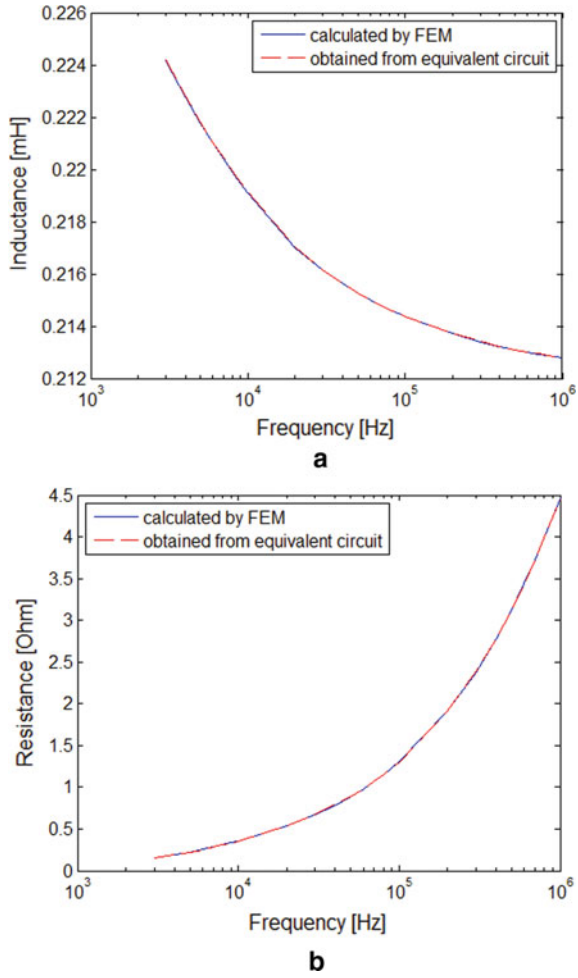 0.226
0.224
0.222
0.22
0.218
0.216
0.214
0.212
Inductance [mH]
calculated by FEM
obtained from equivalent circuit
10³ 10⁴ 10⁵ 10⁶
Frequency [Hz]
a
4.5
4
3.5
3
2.5
2
1.5
1
0.5
0
Resistance [Ohm]
calculated by FEM
obtained from equivalent circuit
10³ 10⁴ 10⁵ 10⁶
Frequency [Hz]
b